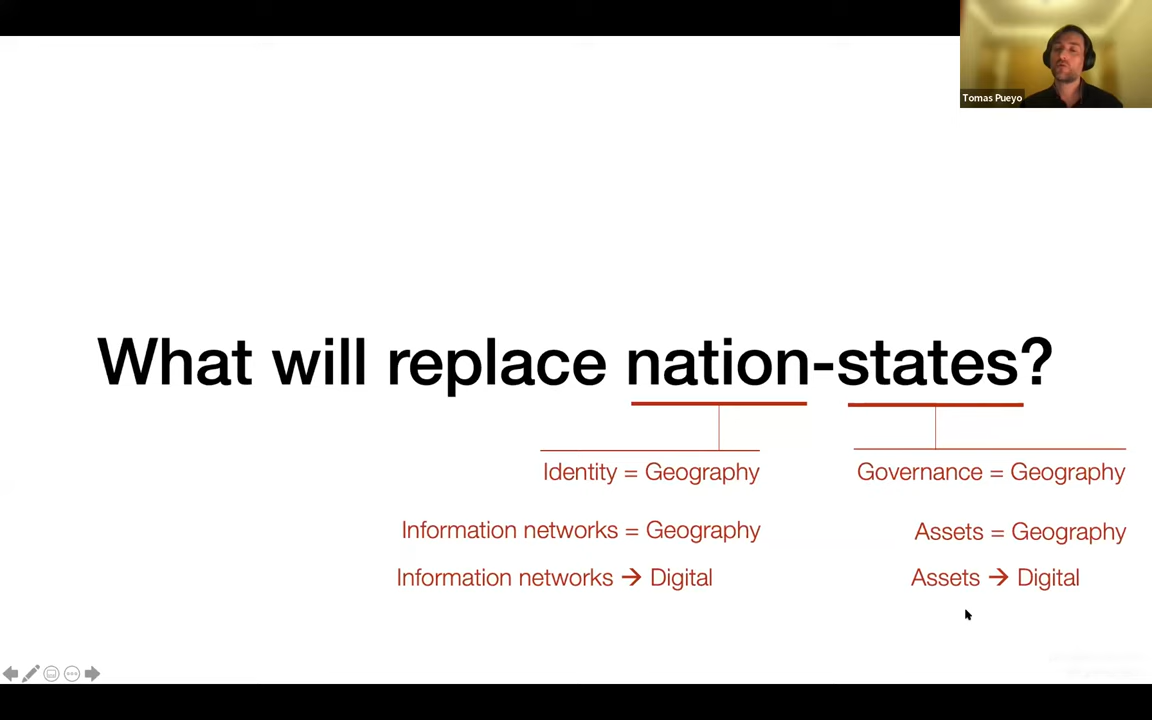 Tomas Pueyo
What will replace nation-states?
Identity = Geography
Governance = Geography
Information networks = Geography
Assets = Geography
Information networks → Digital
Assets → Digital